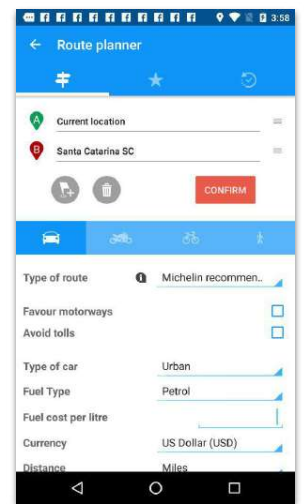 3:58
Route planner
A Current location
B Santa Catarina SC
CONFIRM
Type of route Michelin recommen..
Favour motorways
Avoid tolls
Type of car Urban
Fuel Type Petrol
Fuel cost per litre
Currency US Dollar (USD)
Distance Miles